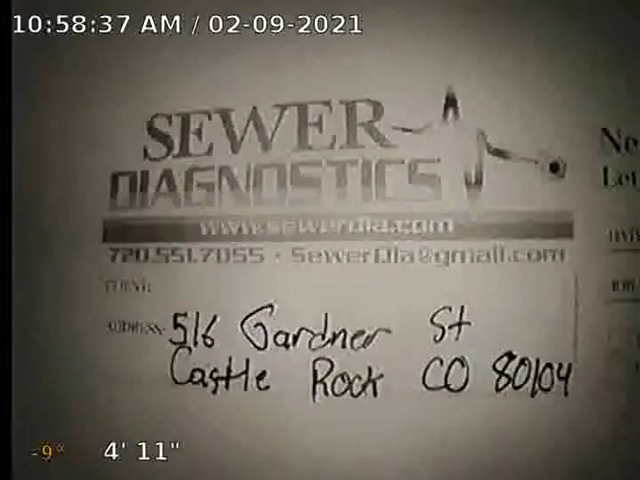 10:58:37 AM / 02-09-2021
SEWER
DIAGNOSTICS
www.sewerdia.com
720.551.7055 · SewerDia@gmail.com
ADDRESS: 516 Gardner St
Castle Rock CO 80104
-9° 4' 11"